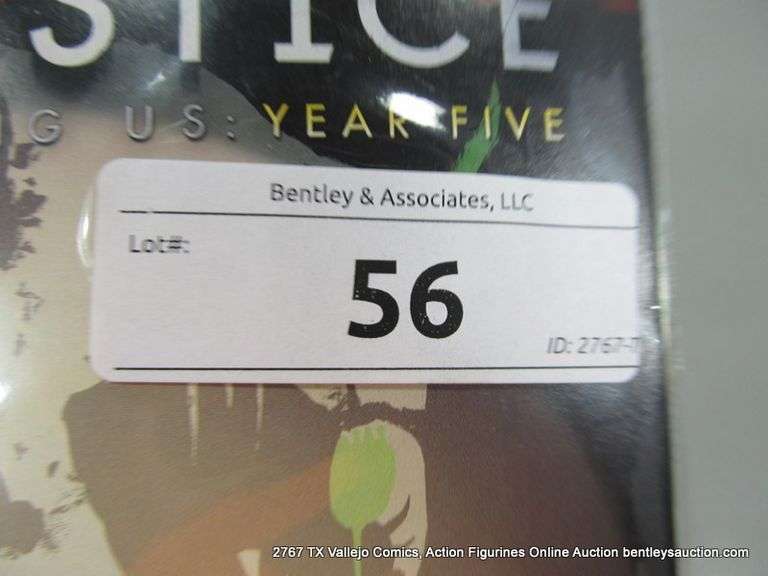 STICE
G US: YEAR FIVE
Bentley & Associates, LLC
Lot#:
56
ID: 2767-T
2767 TX Vallejo Comics, Action Figurines Online Auction bentleysauction.com